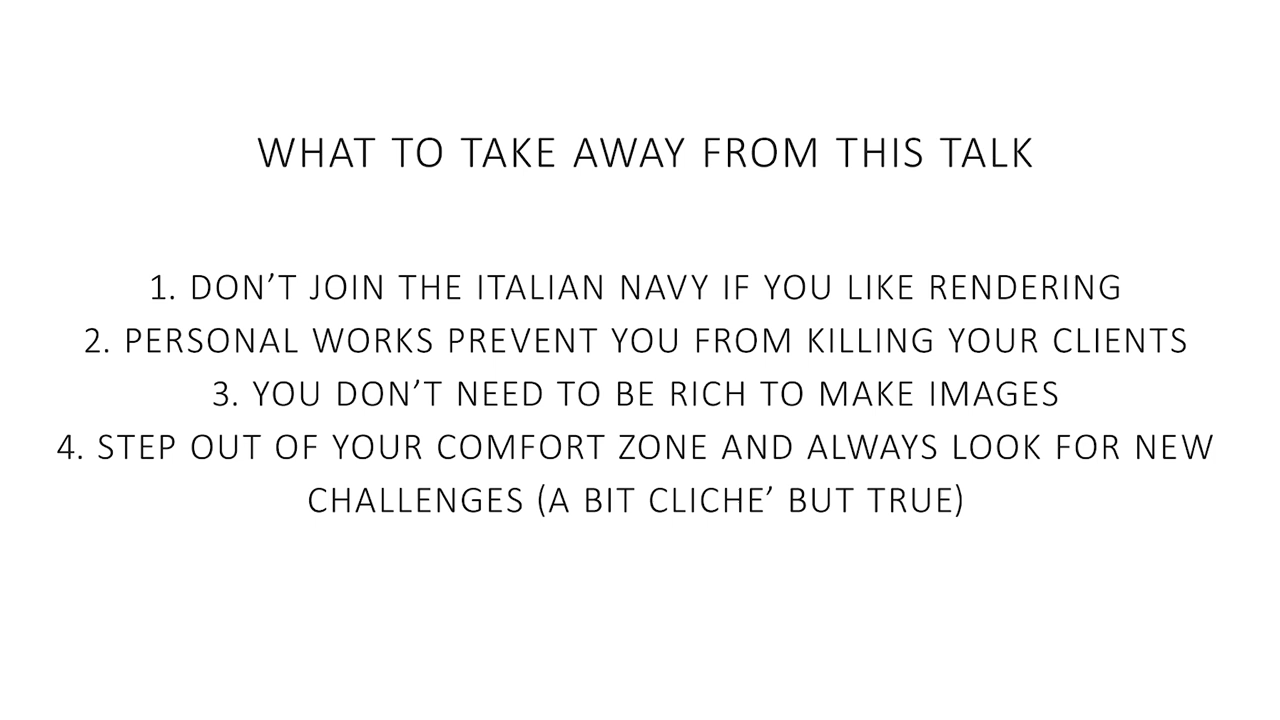 WHAT TO TAKE AWAY FROM THIS TALK
1. DON’T JOIN THE ITALIAN NAVY IF YOU LIKE RENDERING
2. PERSONAL WORKS PREVENT YOU FROM KILLING YOUR CLIENTS
3. YOU DON’T NEED TO BE RICH TO MAKE IMAGES
4. STEP OUT OF YOUR COMFORT ZONE AND ALWAYS LOOK FOR NEW
CHALLENGES (A BIT CLICHE’ BUT TRUE)